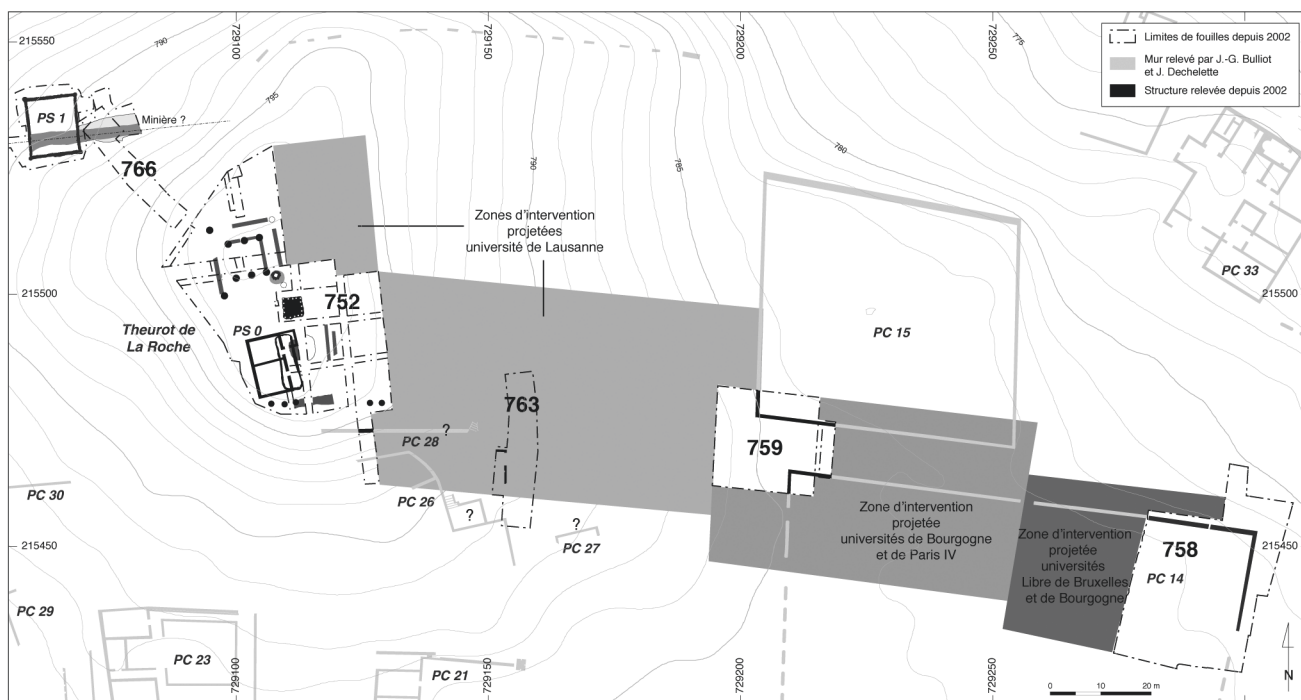 215550
790
729100
729150
729200
729250
775
Limites de fouilles depuis 2002
Mur relevé par J.-G. Bulliot
et J. Dechelette
Structure relevée depuis 2002
PS 1
Minière ?
766
795
790
785
780
Zones d'intervention
projetées
université de Lausanne
PC 33
215500
215500
752
PS 0
Theurot de
La Roche
PC 15
763
PC 28
?
759
PC 30
PC 26
?
?
PC 27
Zone d'intervention
projetée
universités de Bourgogne
et de Paris IV
Zone d'intervention
projetée
universités
Libre de Bruxelles
et de Bourgogne
758
PC 14
215450
215450
PC 29
PC 23
PC 21
729100
729150
729200
729250
0 10 20 m
N